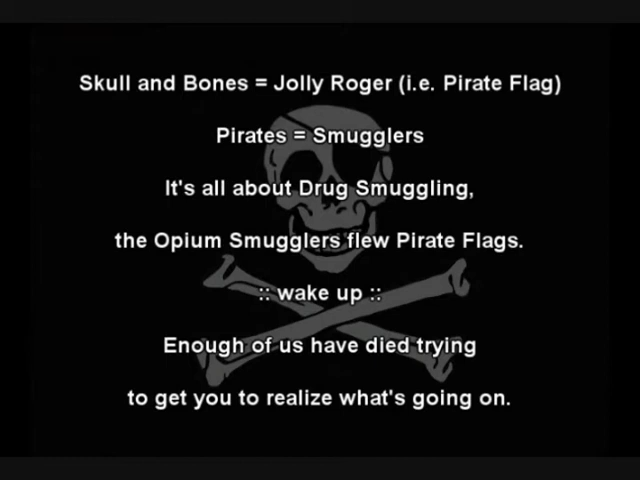 Skull and Bones = Jolly Roger (i.e. Pirate Flag)
Pirates = Smugglers
It's all about Drug Smuggling,
the Opium Smugglers flew Pirate Flags.
:: wake up ::
Enough of us have died trying
to get you to realize what's going on.